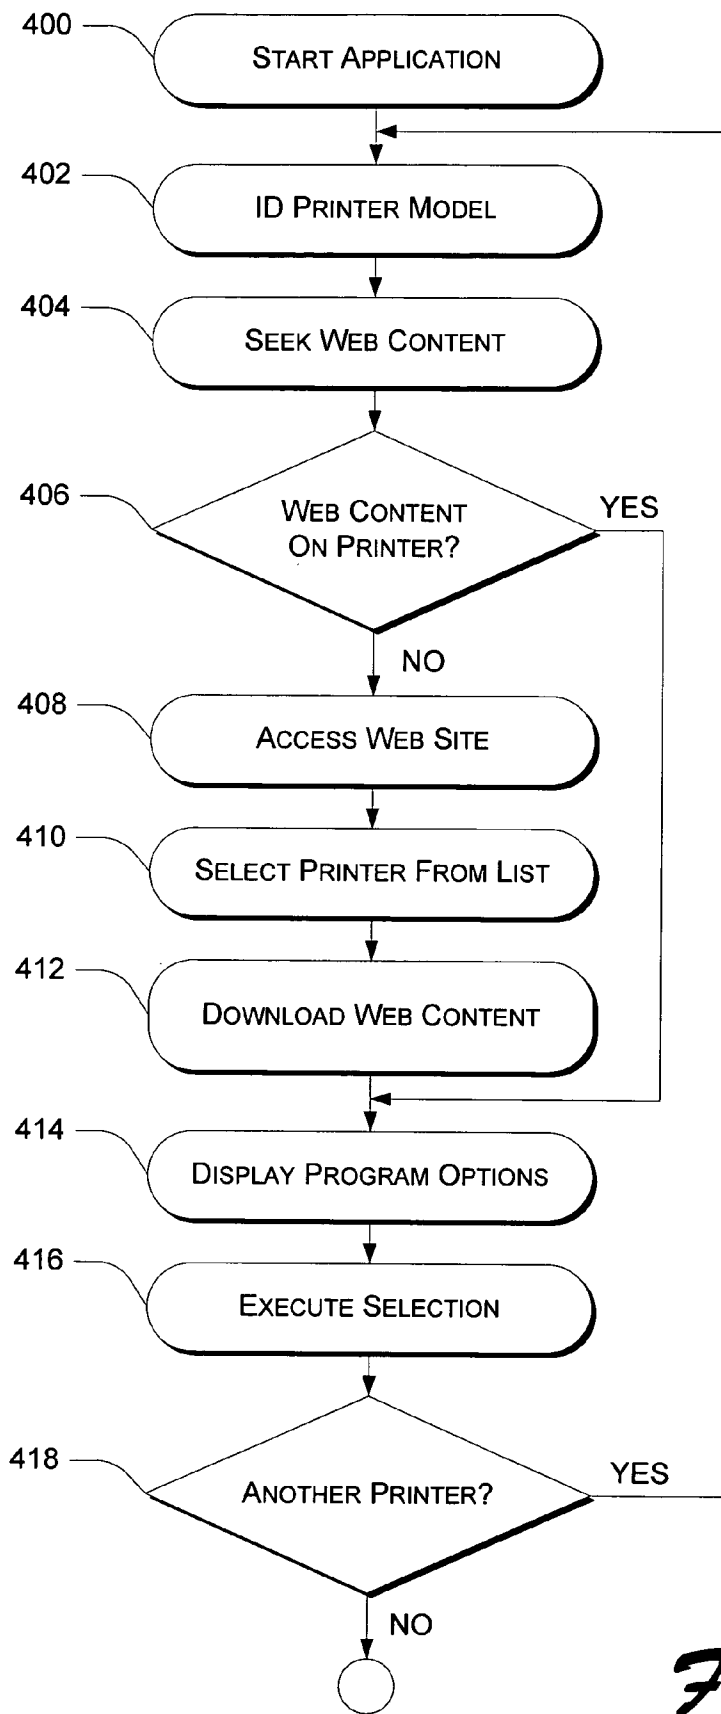 400
START APPLICATION
402
ID PRINTER MODEL
404
SEEK WEB CONTENT
406
WEB CONTENT
ON PRINTER?
YES
NO
408
ACCESS WEB SITE
410
SELECT PRINTER FROM LIST
412
DOWNLOAD WEB CONTENT
414
DISPLAY PROGRAM OPTIONS
416
EXECUTE SELECTION
418
ANOTHER PRINTER?
YES
NO
F